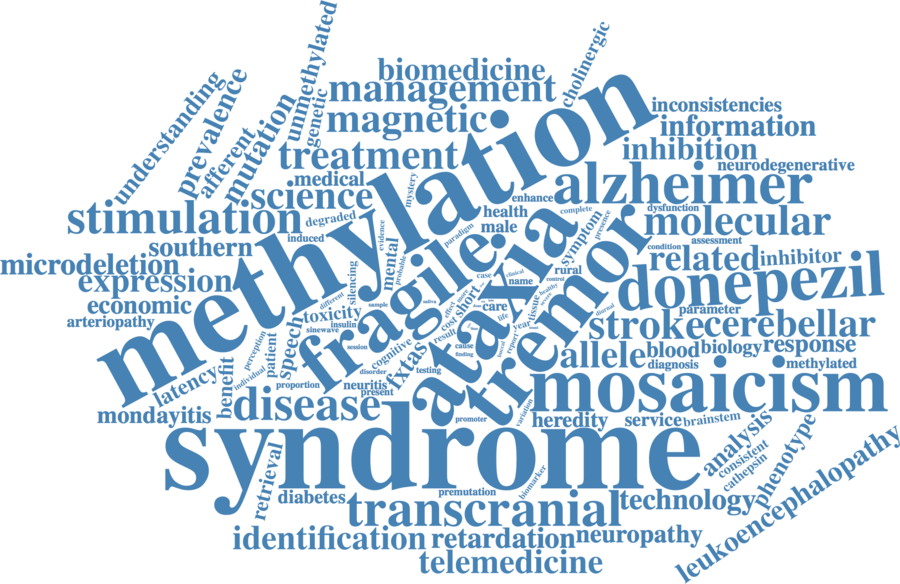 biomedicine
cholinergic
unmethylated
management
understanding
prevalence
genetic
magnetic
inconsistencies
information
afferent
mutation
treatment
inhibition
neurodegenerative
medical
mystery
methylation
science
enhance
alzheimer
complete
stimulation
degraded
health
dysfunction
evidence
male
symptom
presence
molecular
induced
paradigm
southern
mental
probable
assessment
condition
microdeletion
related
inhibitor
silencing
case
clinical
rural
expression
name
control
donepezil
different
short
healthy
tissue
economic
sample
saliva
care
diurnal
parameter
toxicity
fragile
ataxia
tremor
arteriopathy
insulin
effect
cost
life
year
stroke
cerebellar
sinewave
speech
result
report
perception
patient
session
cognitive
cause
finding
allele
blood
biology
response
individual
disorder
fxtas
testing
diagnosis
methylated
latency
benefit
proportion
neuritis
present
mosaicism
mondayitis
disease
promoter
variation
heredity
service
brainstem
syndrome
analysis
consistent
cathepsin
phenotype
retrieval
biomarker
leukoencephalopathy
diabetes
premutation
transcranial
technology
identification
retardation
neuropathy
telemedicine